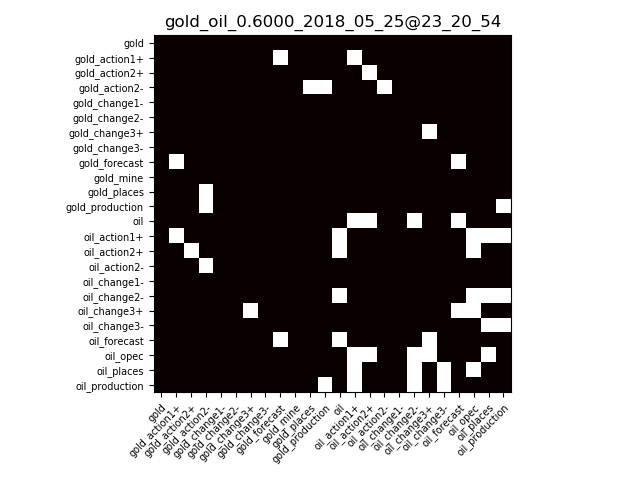 gold_oil_0.6000_2018_05_25@23_20_54
gold
gold_action1+
gold_action2+
gold_action2-
gold_change1-
gold_change2-
gold_change3+
gold_change3-
gold_forecast
gold_mine
gold_places
gold_production
oil
oil_action1+
oil_action2+
oil_action2-
oil_change1-
oil_change2-
oil_change3+
oil_change3-
oil_forecast
oil_opec
oil_places
oil_production
gold
gold_action1+
gold_action2+
gold_action2-
gold_change1-
gold_change2-
gold_change3+
gold_change3-
gold_forecast
gold_mine
gold_places
gold_production
oil
oil_action1+
oil_action2+
oil_action2-
oil_change1-
oil_change2-
oil_change3+
oil_change3-
oil_forecast
oil_opec
oil_places
oil_production